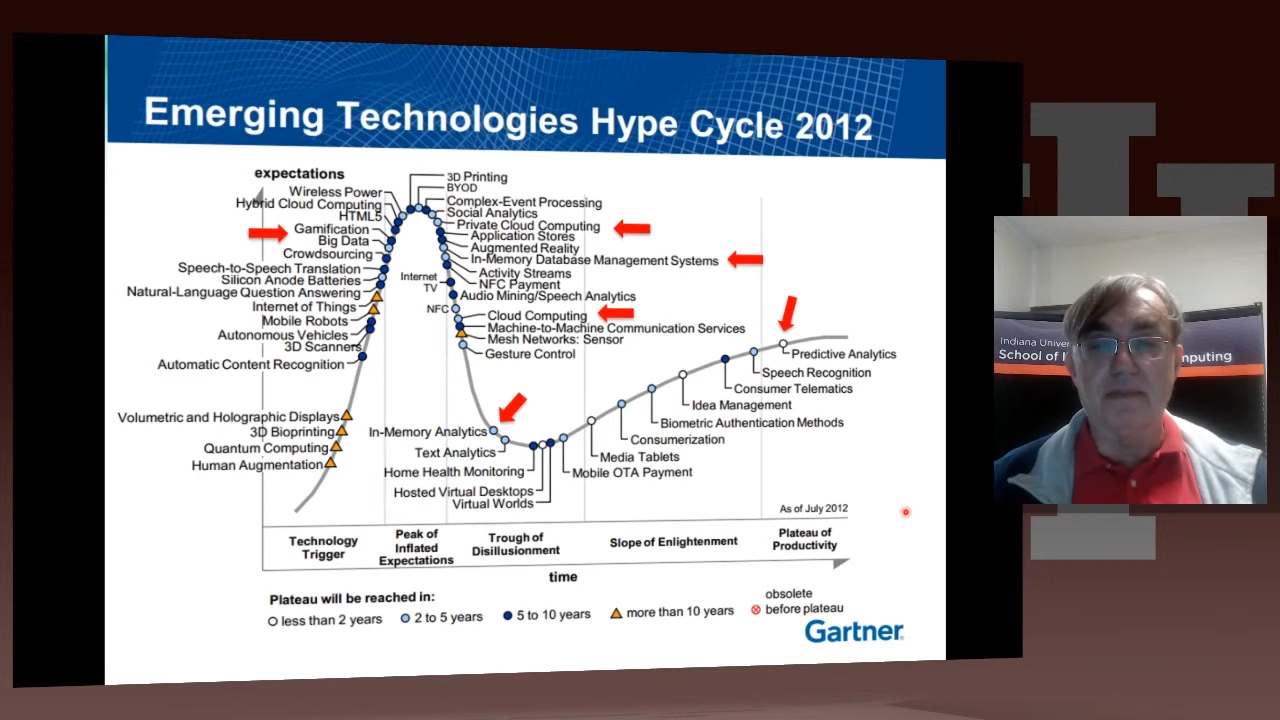 Emerging Technologies Hype Cycle 2012
expectations
3D Printing
BYOD
Wireless Power
Complex-Event Processing
Hybrid Cloud Computing
Social Analytics
HTML5
Private Cloud Computing
Gamification
Application Stores
Big Data
Augmented Reality
Crowdsourcing
In-Memory Database Management Systems
Speech-to-Speech Translation
Activity Streams
Silicon Anode Batteries
Internet
TV
NFC Payment
Natural-Language Question Answering
Audio Mining/Speech Analytics
Internet of Things
NFC
Cloud Computing
Mobile Robots
Machine-to-Machine Communication Services
Autonomous Vehicles
Mesh Networks: Sensor
3D Scanners
Gesture Control
Automatic Content Recognition
Predictive Analytics
Speech Recognition
Consumer Telematics
Idea Management
Volumetric and Holographic Displays
Biometric Authentication Methods
3D Bioprinting
In-Memory Analytics
Consumerization
Quantum Computing
Text Analytics
Media Tablets
Human Augmentation
Home Health Monitoring
Mobile OTA Payment
Hosted Virtual Desktops
Virtual Worlds
As of July 2012
Technology
Trigger
Peak of
Inflated
Expectations
Trough of
Disillusionment
Slope of Enlightenment
Plateau of
Productivity
time
Plateau will be reached in:
less than 2 years
2 to 5 years
5 to 10 years
more than 10 years
obsolete
before plateau
Gartner
Indiana Univer
School of I
mputing